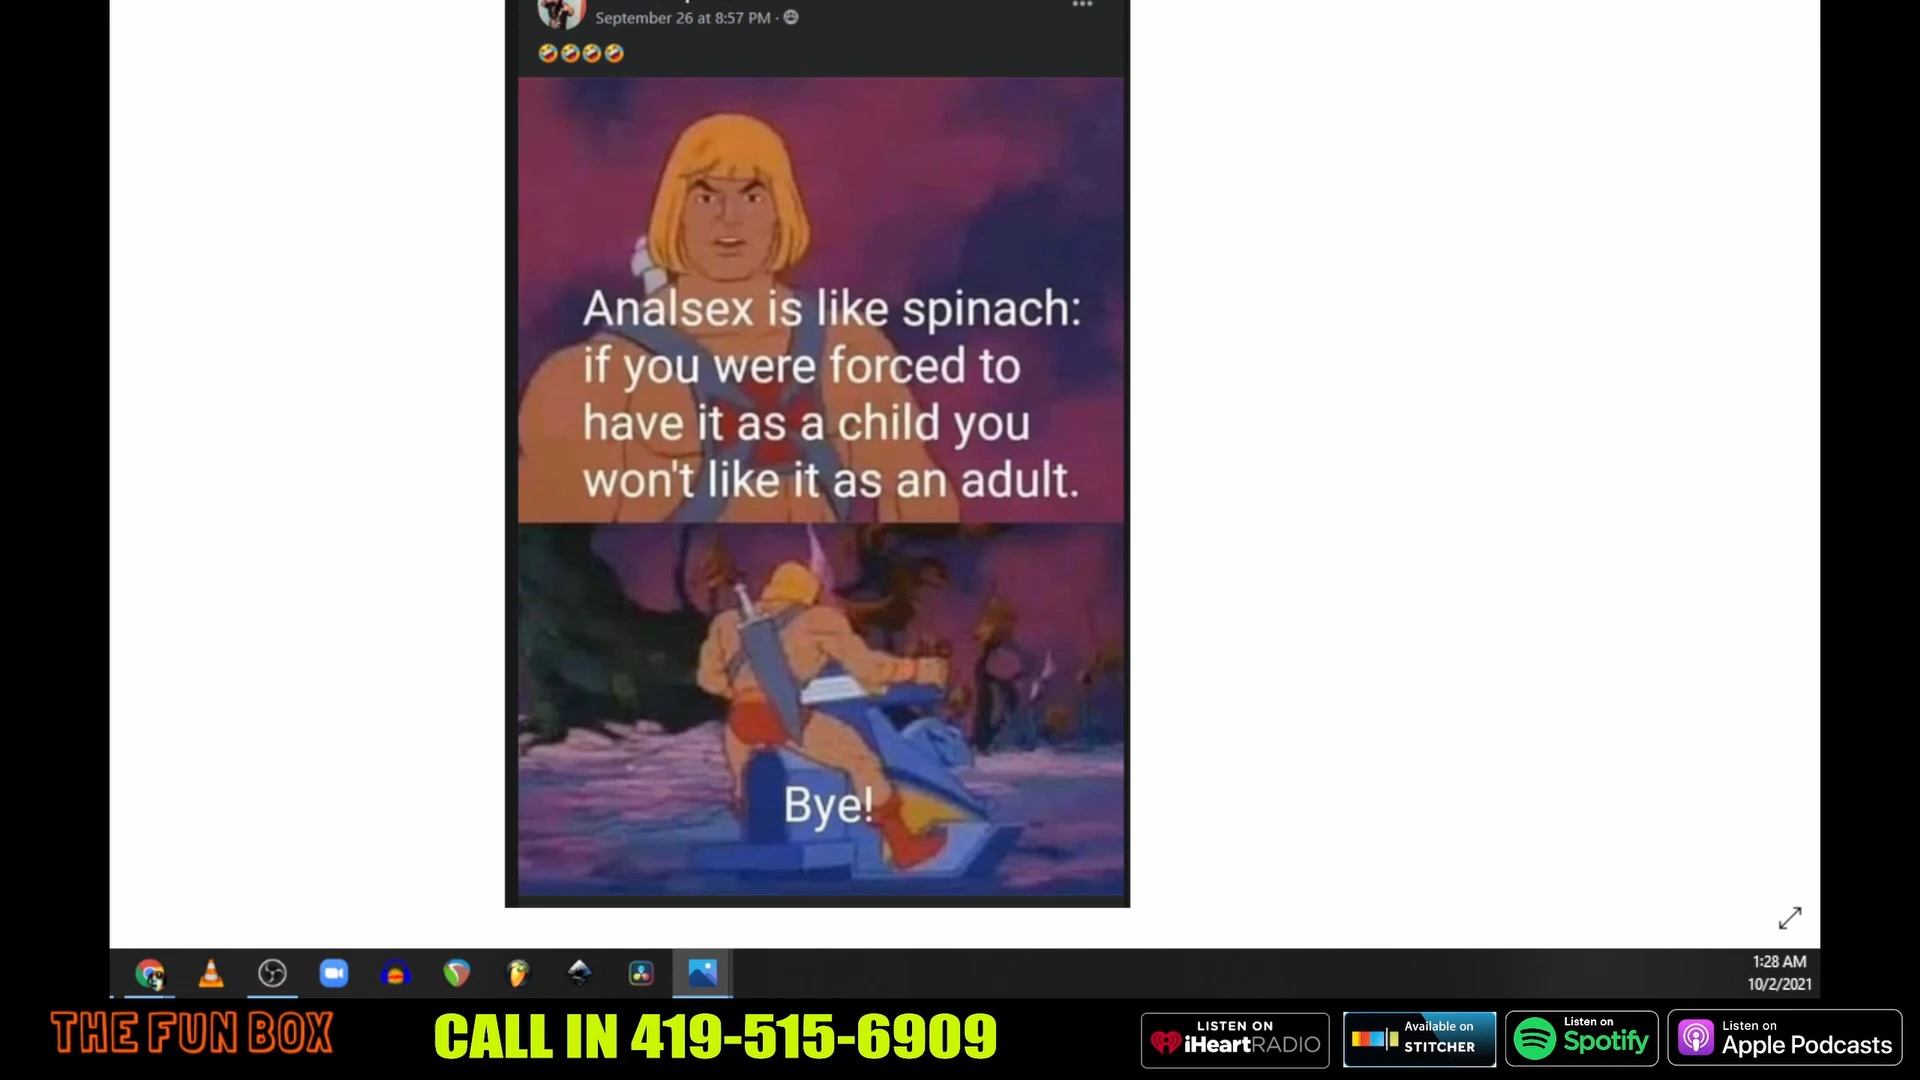 September 26 at 8:57 PM ·
Analsex is like spinach:
if you were forced to
have it as a child you
won't like it as an adult.
Bye!
1:28 AM
10/2/2021
THE FUN BOX
CALL IN 419-515-6909
LISTEN ON
iHeartRADIO
Available on
STITCHER
Listen on
Spotify
Listen on
Apple Podcasts